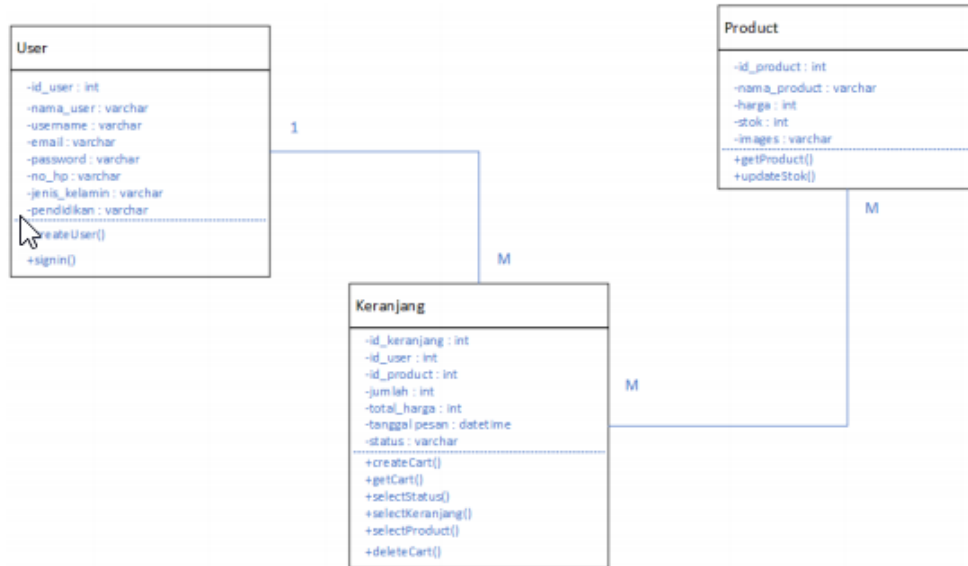 User
-id_user : int
-nama_user : varchar
-username : varchar
-email : varchar
-password : varchar
-no_hp : varchar
-jenis_kelamin : varchar
-pendidikan : varchar
reateUser()
+signin()
1
M
Product
-id_product : int
-nama_product : varchar
-harga : int
-stok : int
-images : varchar
+getProduct()
+updateStok()
M
M
Keranjang
-id_keranjang : int
-id_user : int
-id_product : int
-jumlah : int
-total_harga : int
-tanggal pesan : datetime
-status : varchar
+createCart()
+getCart()
+selectStatus()
+selectKeranjang()
+selectProduct()
+deleteCart()